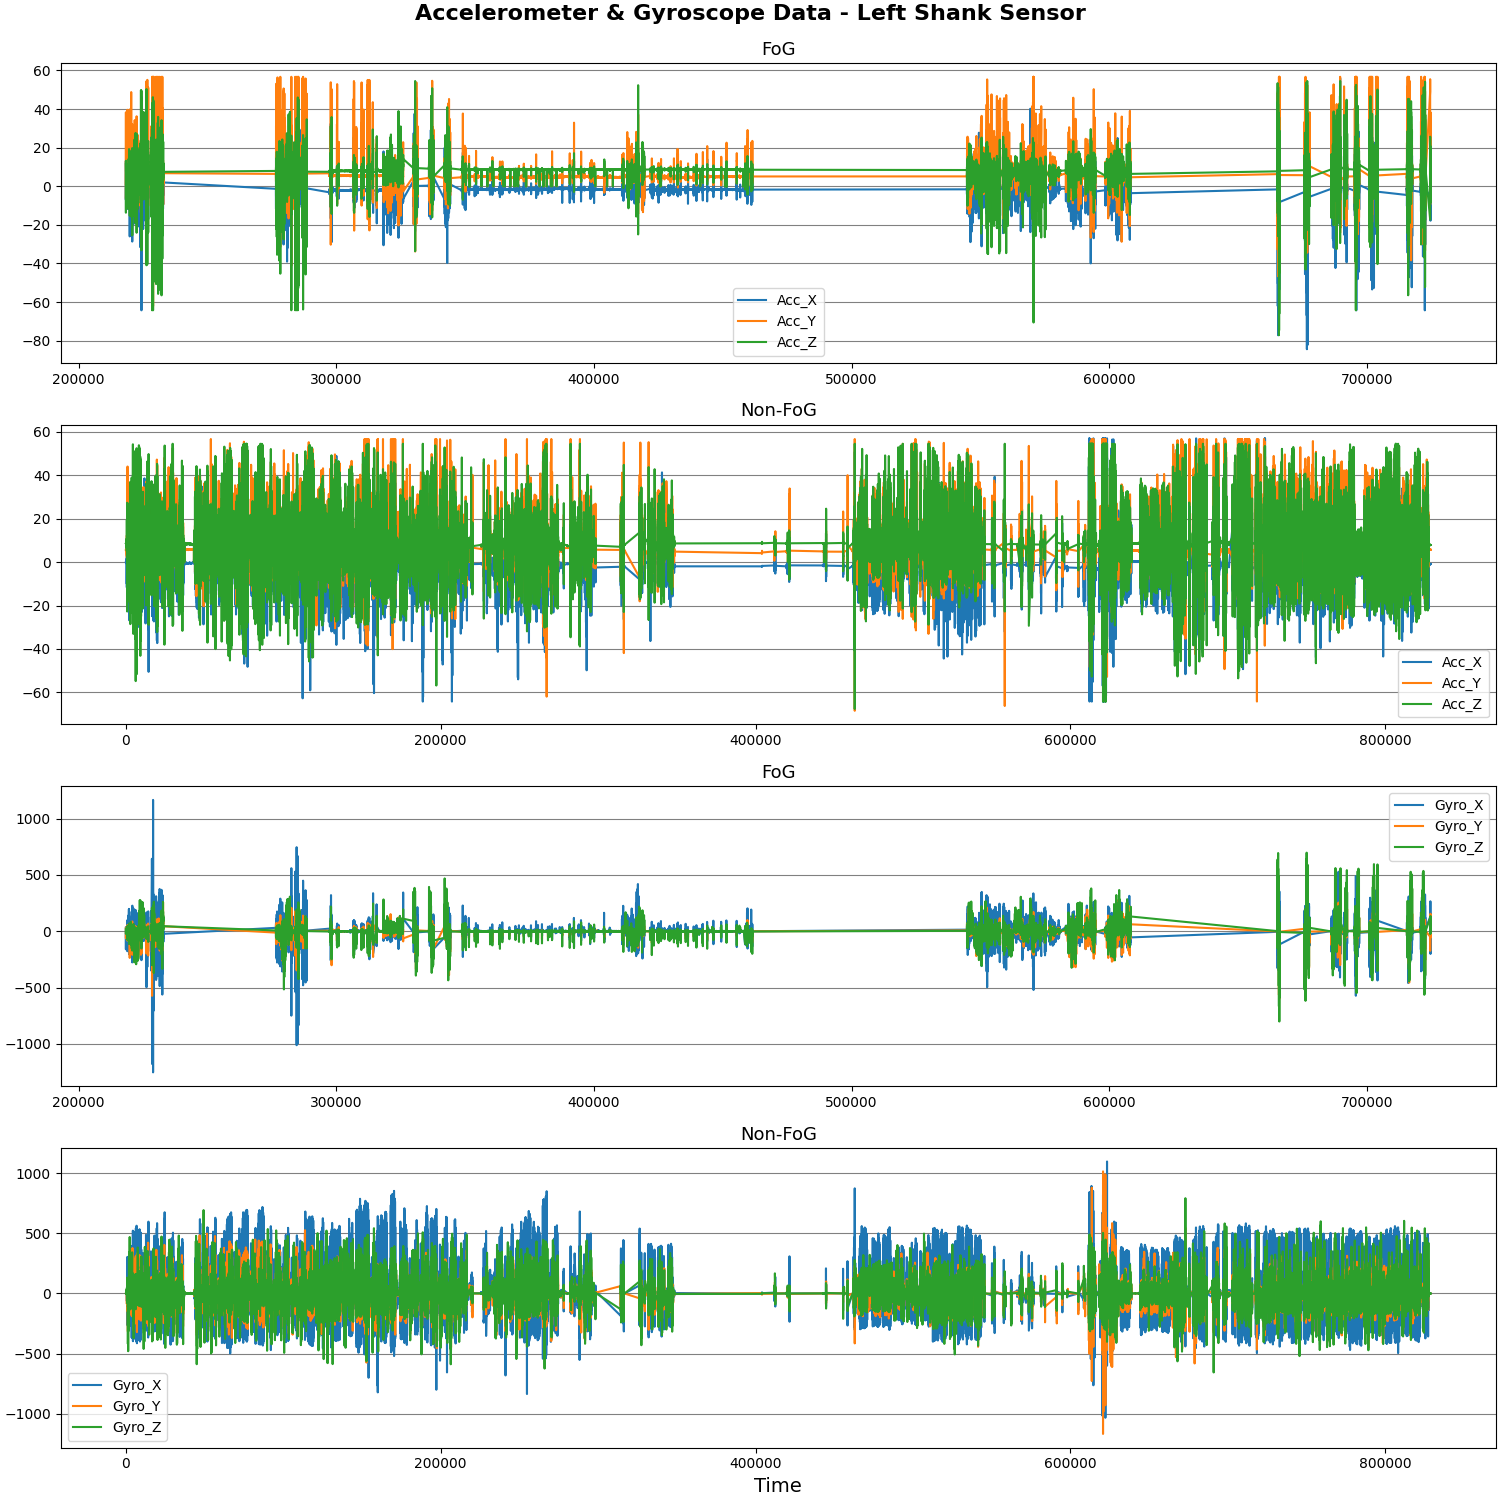 Accelerometer & Gyroscope Data - Left Shank Sensor
FoG
60
40
20
0
−20
−40
−60
−80
Acc_X
Acc_Y
Acc_Z
200000 300000 400000 500000 600000 700000
Non-FoG
60
40
20
0
−20
−40
−60
Acc_X
Acc_Y
Acc_Z
0 200000 400000 600000 800000
FoG
1000
500
0
−500
−1000
Gyro_X
Gyro_Y
Gyro_Z
200000 300000 400000 500000 600000 700000
Non-FoG
1000
500
0
−500
−1000
Gyro_X
Gyro_Y
Gyro_Z
0 200000 400000 600000 800000
Time